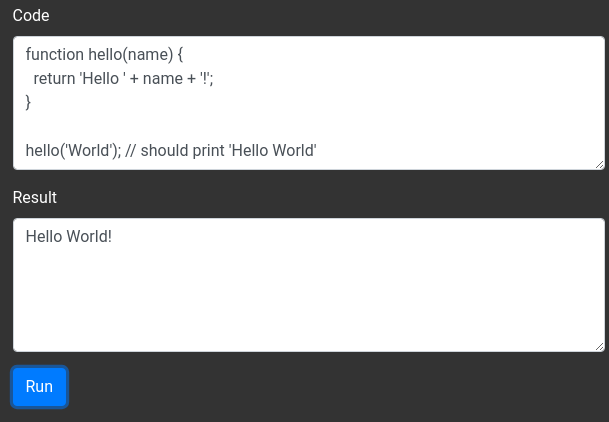 Code
function hello(name) {
  return 'Hello ' + name + '!';
}
hello('World'); // should print 'Hello World'
Result
Hello World!
Run